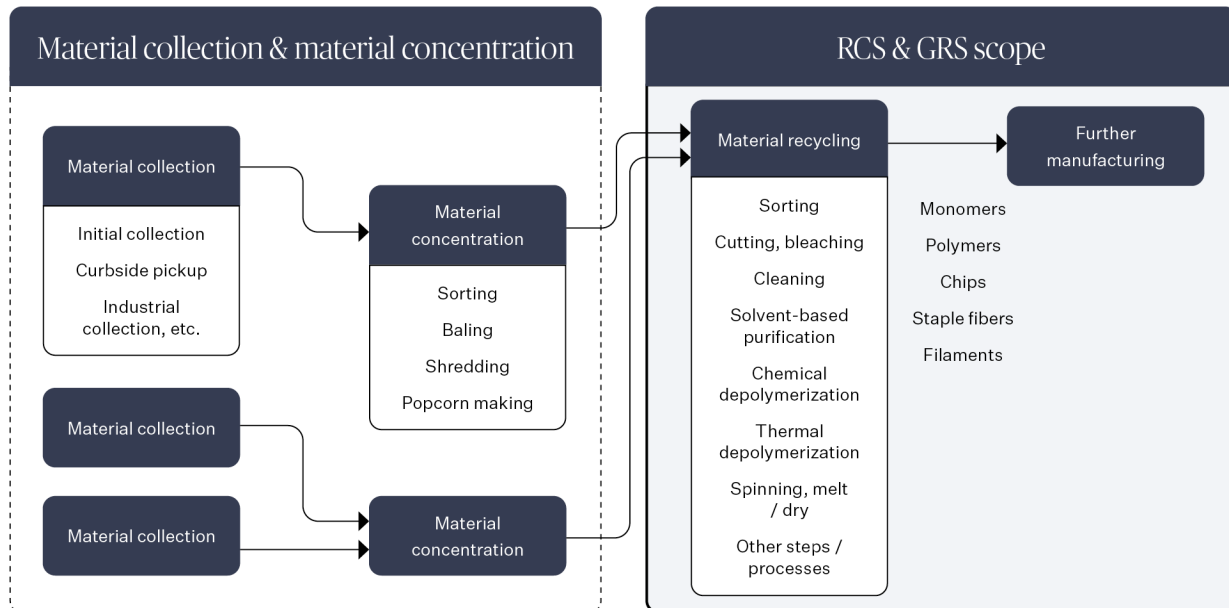 Material collection & material concentration
Material collection
Initial collection
Curbside pickup
Industrial
collection, etc.
Material
concentration
Sorting
Baling
Shredding
Popcorn making
Material collection
Material collection
Material
concentration
RCS & GRS scope
Material recycling
Sorting
Cutting, bleaching
Cleaning
Solvent-based
purification
Chemical
depolymerization
Thermal
depolymerization
Spinning, melt
/ dry
Other steps /
processes
Further
manufacturing
Monomers
Polymers
Chips
Staple fibers
Filaments